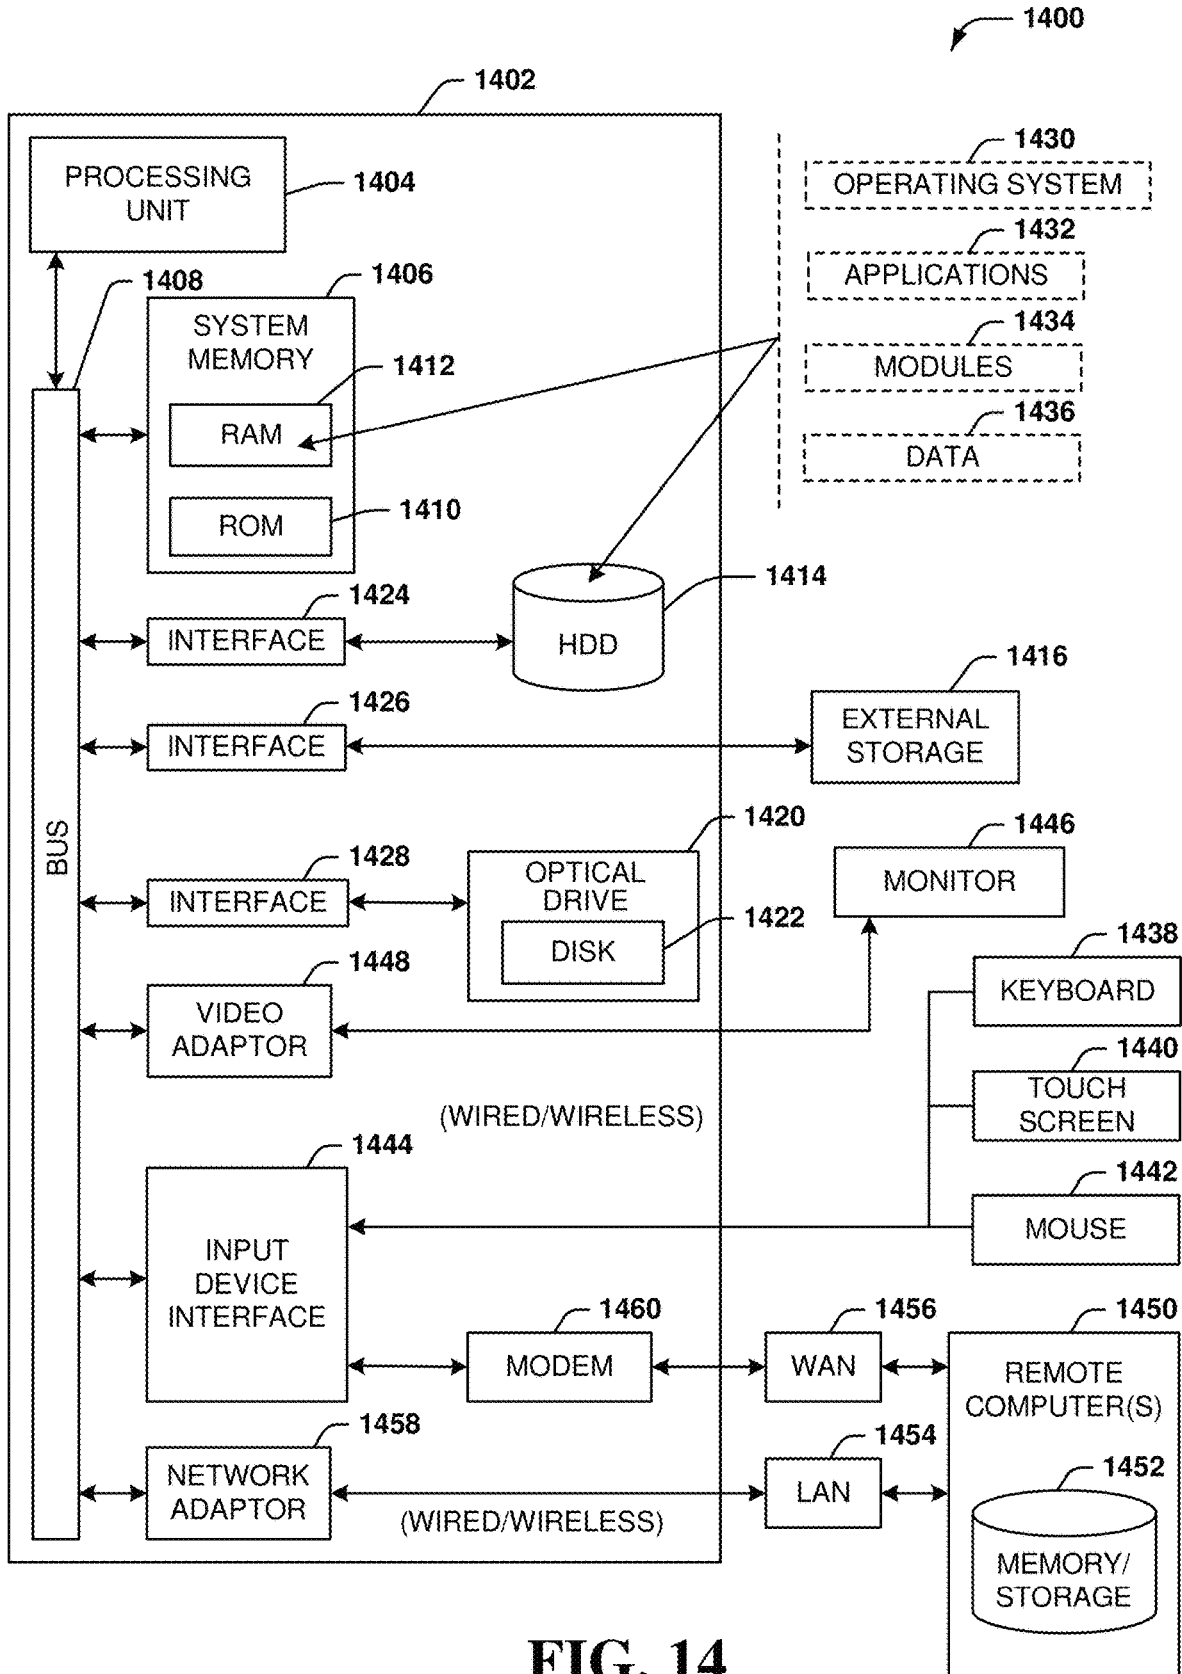 1400
1402
PROCESSING
UNIT
1404
1430
OPERATING SYSTEM
1432
APPLICATIONS
1434
MODULES
1436
DATA
1408
1406
SYSTEM
MEMORY
1412
RAM
1410
ROM
1424
INTERFACE
1414
HDD
1426
INTERFACE
1416
EXTERNAL
STORAGE
BUS
1428
INTERFACE
1420
OPTICAL
DRIVE
1422
DISK
1446
MONITOR
1448
VIDEO
ADAPTOR
1438
KEYBOARD
1440
TOUCH
SCREEN
(WIRED/WIRELESS)
1444
INPUT
DEVICE
INTERFACE
1442
MOUSE
1460
MODEM
1456
WAN
1450
REMOTE
COMPUTER(S)
1458
NETWORK
ADAPTOR
(WIRED/WIRELESS)
1454
LAN
1452
MEMORY/
STORAGE
FIG. 14